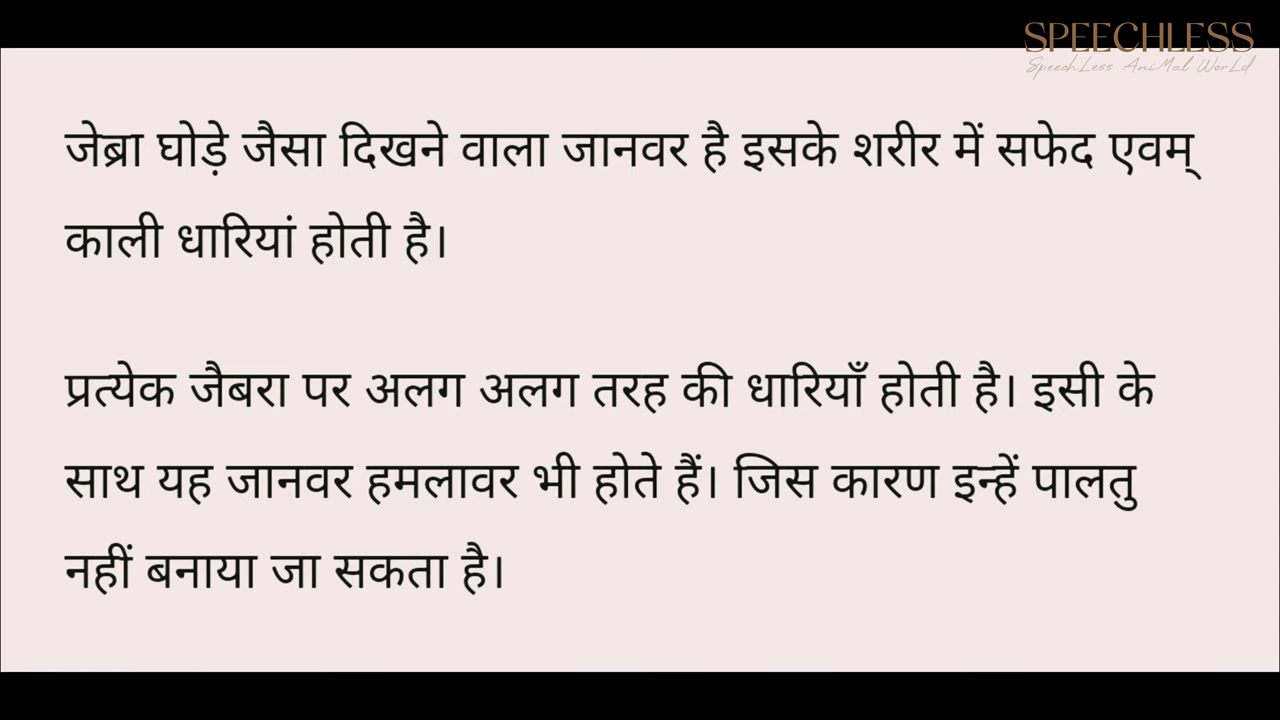 SPEECHLESS
SpeechLess AniMal WorLd
जेब्रा घोड़े जैसा दिखने वाला जानवर है इसके शरीर में सफेद एवम्
काली धारियां होती है।
प्रत्येक जैबरा पर अलग अलग तरह की धारियाँ होती है। इसी के
साथ यह जानवर हमलावर भी होते हैं। जिस कारण इन्हें पालतु
नहीं बनाया जा सकता है।